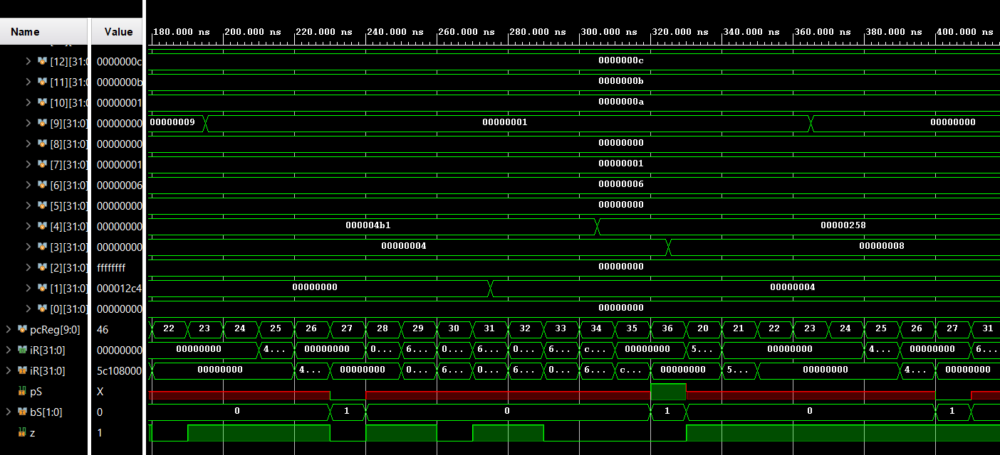 Name Value 180.000 ns 200.000 ns 220.000 ns 240.000 ns 260.000 ns 280.000 ns 300.000 ns 320.000 ns 340.000 ns 360.000 ns 380.000 ns 400.000 ns
[12][31:0 0000000c 0000000c
[11][31:0 0000000b 0000000b
[10][31:0 00000001 0000000a
[9][31:0] 00000000 00000009 00000001 00000000
[8][31:0] 00000000 00000000
[7][31:0] 00000001 00000001
[6][31:0] 00000006 00000006
[5][31:0] 00000000 00000000
[4][31:0] 00000000 000004b1 00000258
[3][31:0] 00000000 00000004 00000008
[2][31:0] ffffffff 00000000
[1][31:0] 000012c4 00000000 00000004
[0][31:0] 00000000 00000000
pcReg[9:0] 46 22 23 24 25 26 27 28 29 30 31 32 33 34 35 36 20 21 22 23 24 25 26 27 31
iR[31:0] 00000000 00000000 4... 00000000 0... 6... 0... 6... 0... 6... c... 00000000 5... 00000000 4... 00000000 6...
iR[31:0] 5c108000 00000000 4... 00000000 0... 6... 0... 6... 0... 6... c... 00000000 5... 00000000 4... 00000000
pS X
bS[1:0] 0 0 1 0 1 0 1
z 1